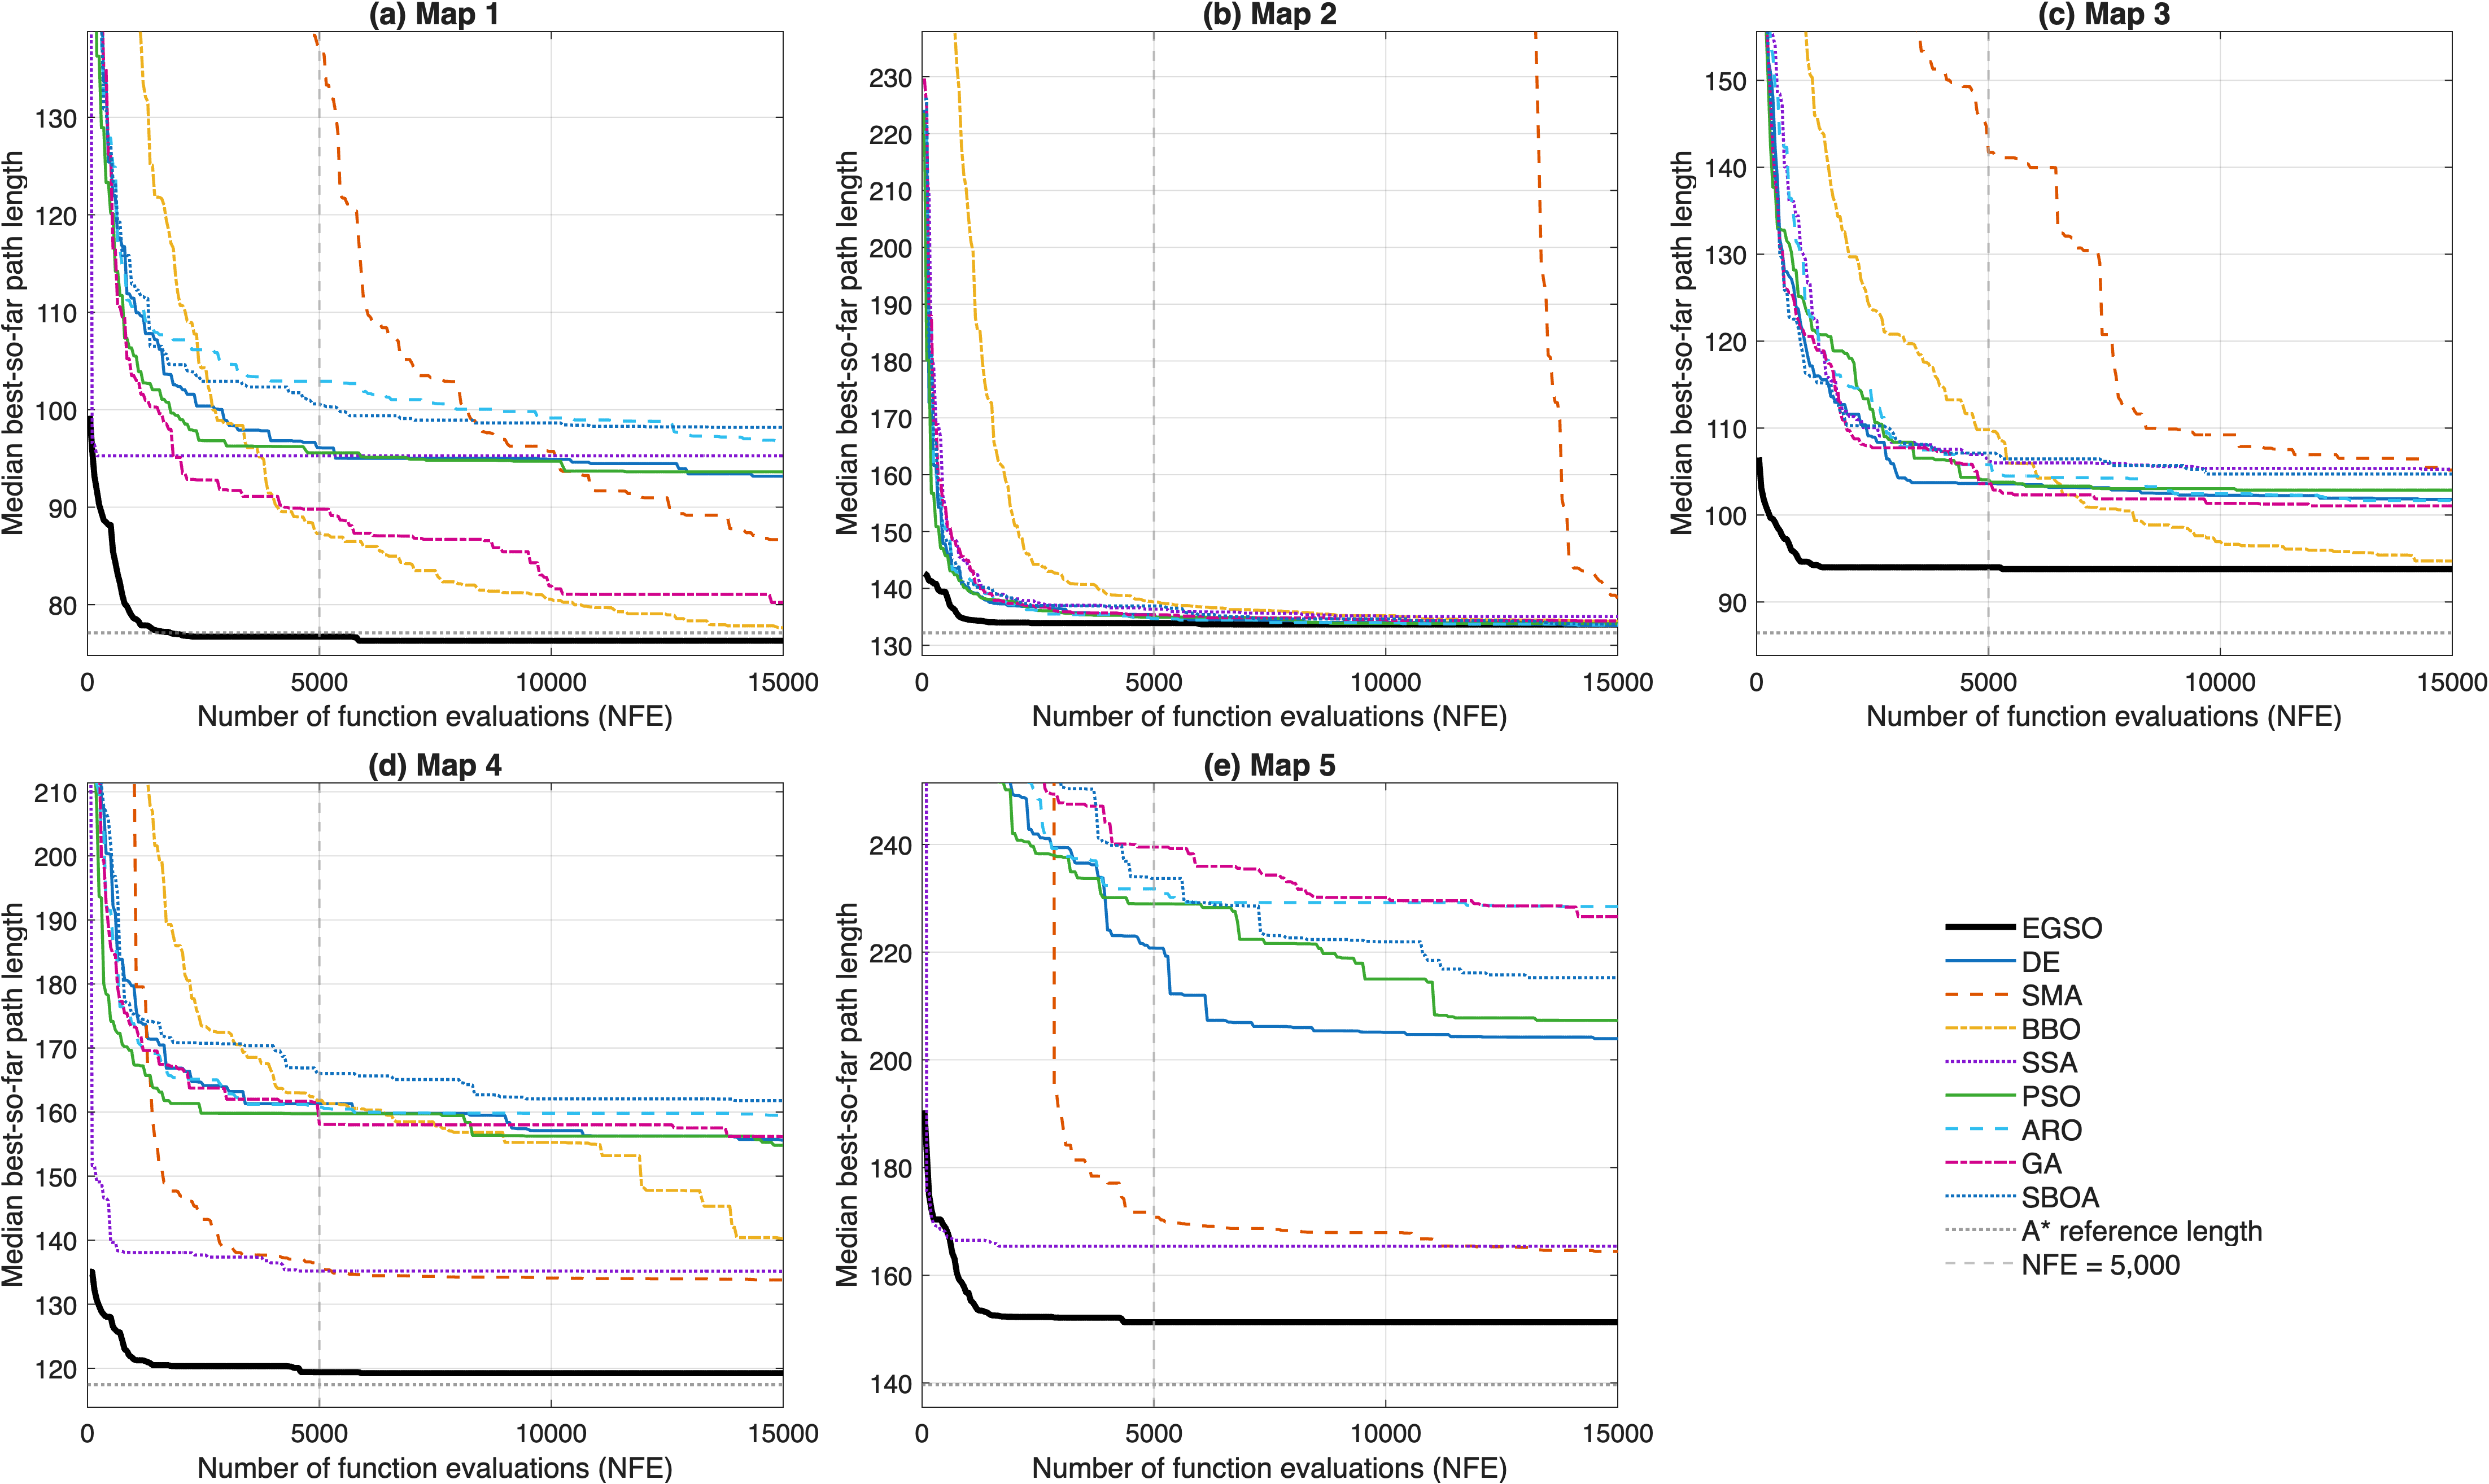 (a) Map 1
Median best-so-far path length
130
120
110
100
90
80
0 5000 10000 15000
Number of function evaluations (NFE)
(b) Map 2
Median best-so-far path length
230
220
210
200
190
180
170
160
150
140
130
0 5000 10000 15000
Number of function evaluations (NFE)
(c) Map 3
Median best-so-far path length
150
140
130
120
110
100
90
0 5000 10000 15000
Number of function evaluations (NFE)
(d) Map 4
Median best-so-far path length
210
200
190
180
170
160
150
140
130
120
0 5000 10000 15000
Number of function evaluations (NFE)
(e) Map 5
Median best-so-far path length
240
220
200
180
160
140
0 5000 10000 15000
Number of function evaluations (NFE)
EGSO
DE
SMA
BBO
SSA
PSO
ARO
GA
SBOA
A* reference length
NFE = 5,000